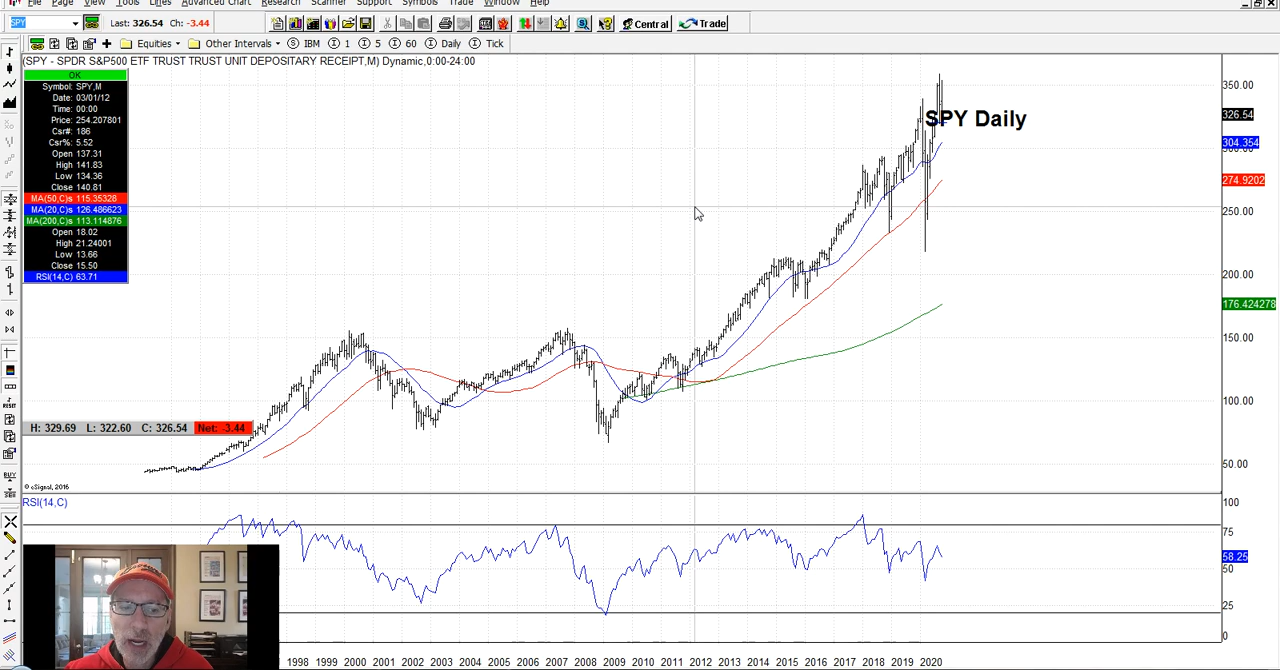 File Page View Tools Lines Advanced Chart Research Scanner Support Symbols Trade Window Help
SPY Last: 326.54 Ch: -3.44 Central Trade
Equities Other Intervals IBM 1 5 60 Daily Tick
(SPY - SPDR S&P500 ETF TRUST TRUST UNIT DEPOSITARY RECEIPT,M) Dynamic,0:00-24:00
OK
Symbol: SPY,M
Date: 03/01/12
Time: 00:00
Price: 254.207801
Csr#: 186
Csr%: 5.52
Open 137.31
High 141.83
Low 134.36
Close 140.81
MA(50,C)s 115.35328
MA(20,C)s 126.486623
MA(200,C)s 113.114876
Open 18.02
High 21.24001
Low 13.66
Close 15.50
RSI(14,C) 63.71
SPY Daily
350.00
326.54
304.354
300.00
274.9202
250.00
200.00
176.424278
150.00
100.00
50.00
H: 329.69 L: 322.60 C: 326.54 Net: -3.44
© eSignal, 2016
RSI(14,C)
100
75
58.25
50
25
0
1998 1999 2000 2001 2002 2003 2004 2005 2006 2007 2008 2009 2010 2011 2012 2013 2014 2015 2016 2017 2018 2019 2020
RESET
BUY